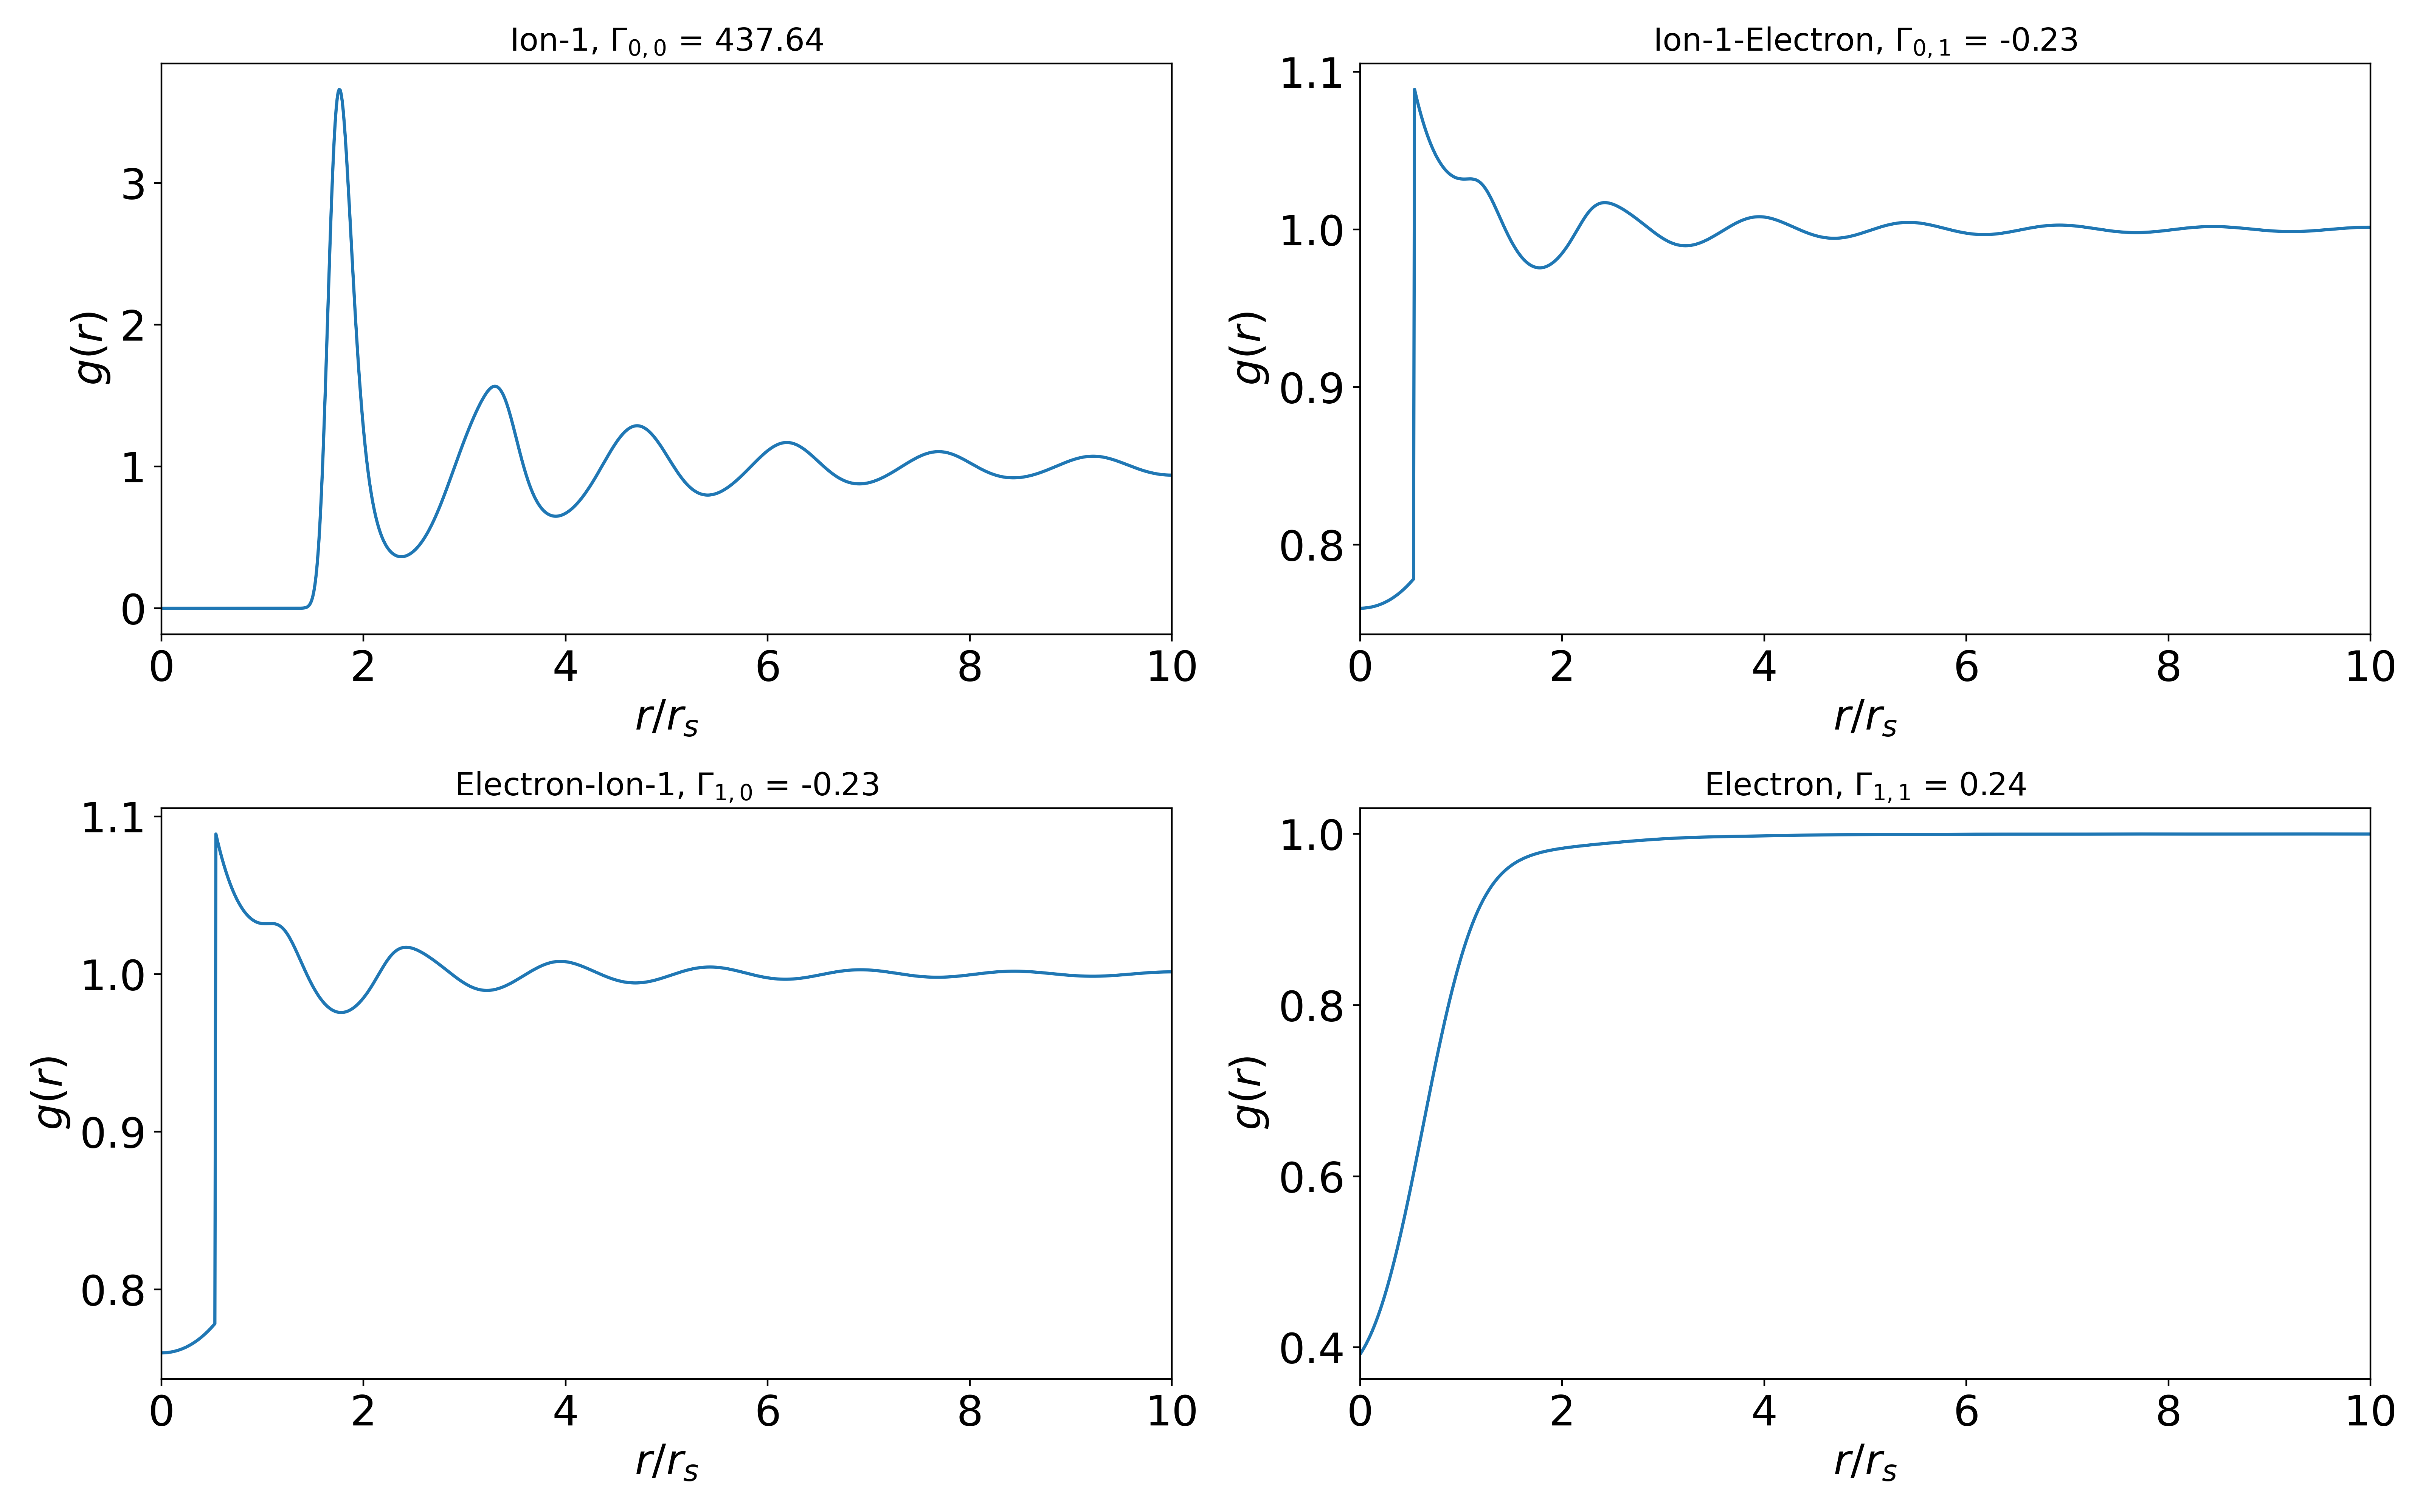 Ion-1, Γ0,0 = 437.64
g(r)
3
2
1
0
0 2 4 6 8 10
r/rs
Ion-1-Electron, Γ0,1 = -0.23
g(r)
1.1
1.0
0.9
0.8
0 2 4 6 8 10
r/rs
Electron-Ion-1, Γ1,0 = -0.23
g(r)
1.1
1.0
0.9
0.8
0 2 4 6 8 10
r/rs
Electron, Γ1,1 = 0.24
g(r)
1.0
0.8
0.6
0.4
0 2 4 6 8 10
r/rs